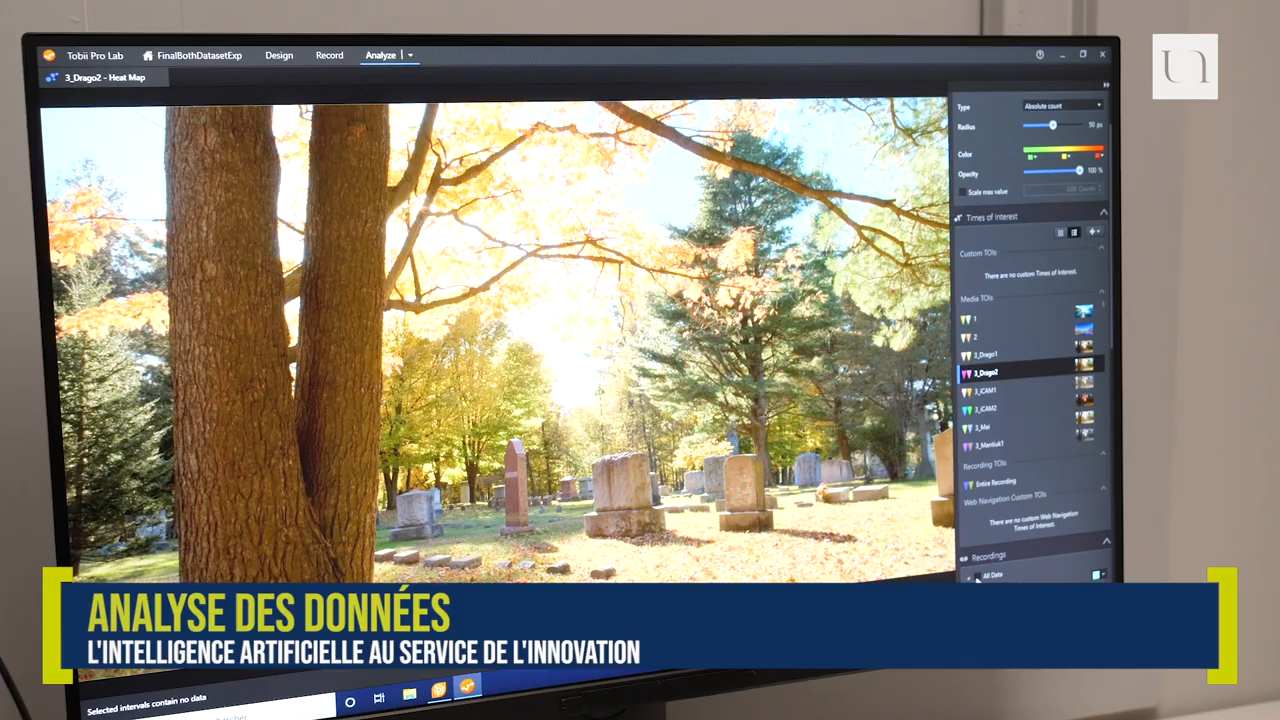 Tobii Pro Lab FinalBothDatasetExp Design Record Analyze
3_Drago2 - Heat Map
Type Absolute count
Radius 50 px
Color
Opacity 100 %
Scale max value
Times of Interest
Custom TOIs
There are no custom Times of Interest.
Media TOIs
1
2
3_Drago1
3_Drago2
3_iCAM1
3_iCAM2
3_Mai
3_Mantiuk1
Recording TOIs
Entire Recording
Web Navigation Custom TOIs
There are no custom Web Navigation
Times of Interest.
Recordings
All Data
ANALYSE DES DONNÉES
L'INTELLIGENCE ARTIFICIELLE AU SERVICE DE L'INNOVATION
Selected intervals contain no data